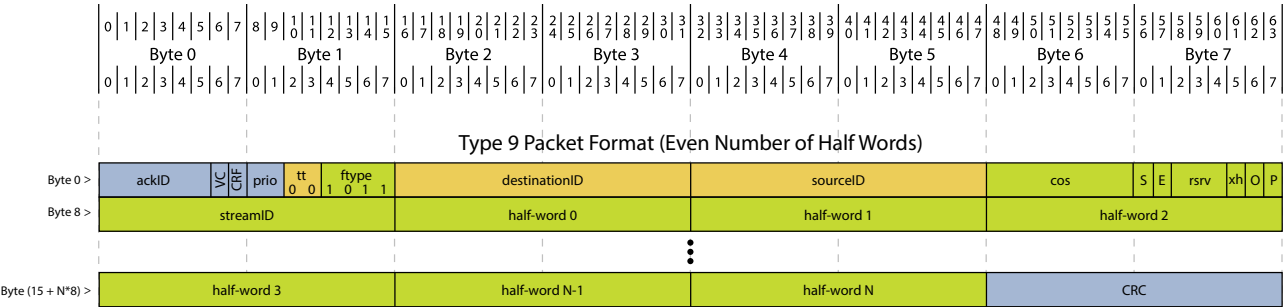 0 1 2 3 4 5 6 7 8 9 10 11 12 13 14 15 16 17 18 19 20 21 22 23 24 25 26 27 28 29 30 31 32 33 34 35 36 37 38 39 40 41 42 43 44 45 46 47 48 49 50 51 52 53 54 55 56 57 58 59 60 61 62 63
Byte 0 Byte 1 Byte 2 Byte 3 Byte 4 Byte 5 Byte 6 Byte 7
0 1 2 3 4 5 6 7 0 1 2 3 4 5 6 7 0 1 2 3 4 5 6 7 0 1 2 3 4 5 6 7 0 1 2 3 4 5 6 7 0 1 2 3 4 5 6 7 0 1 2 3 4 5 6 7 0 1 2 3 4 5 6 7
Type 9 Packet Format (Even Number of Half Words)
Byte 0 > ackID VC CRF prio tt ftype destinationID sourceID cos S E rsrv xh O P
0 0 1 0 1 1
Byte 8 > streamID half-word 0 half-word 1 half-word 2
Byte (15 + N*8) > half-word 3 half-word N-1 half-word N CRC